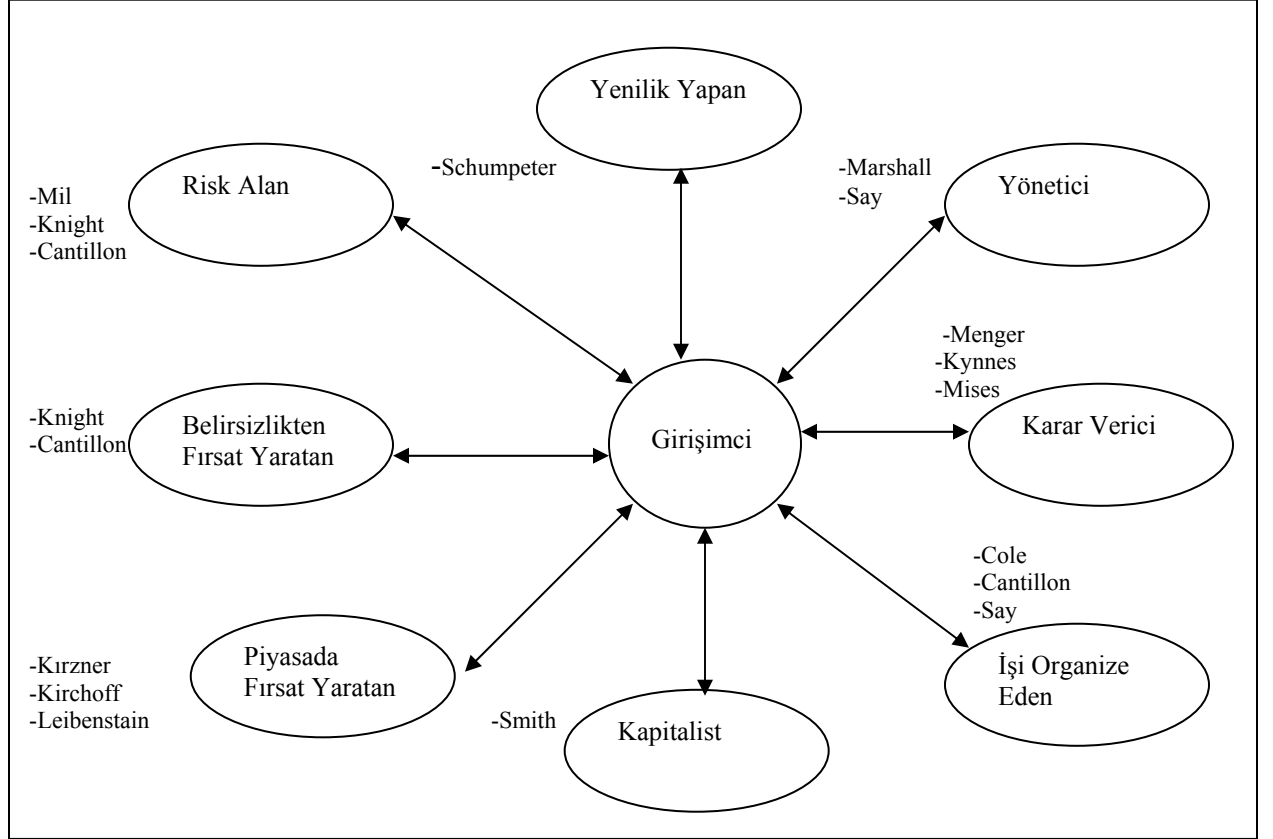 Yenilik Yapan
-Schumpeter
Risk Alan
-Mil
-Knight
-Cantillon
-Marshall
-Say
Yönetici
-Menger
-Kynnes
-Mises
Karar Verici
-Knight
-Cantillon
Belirsizlikten
Fırsat Yaratan
Girişimci
-Cole
-Cantillon
-Say
İşi Organize
Eden
-Kırzner
-Kirchoff
-Leibenstain
Piyasada
Fırsat Yaratan
-Smith
Kapitalist